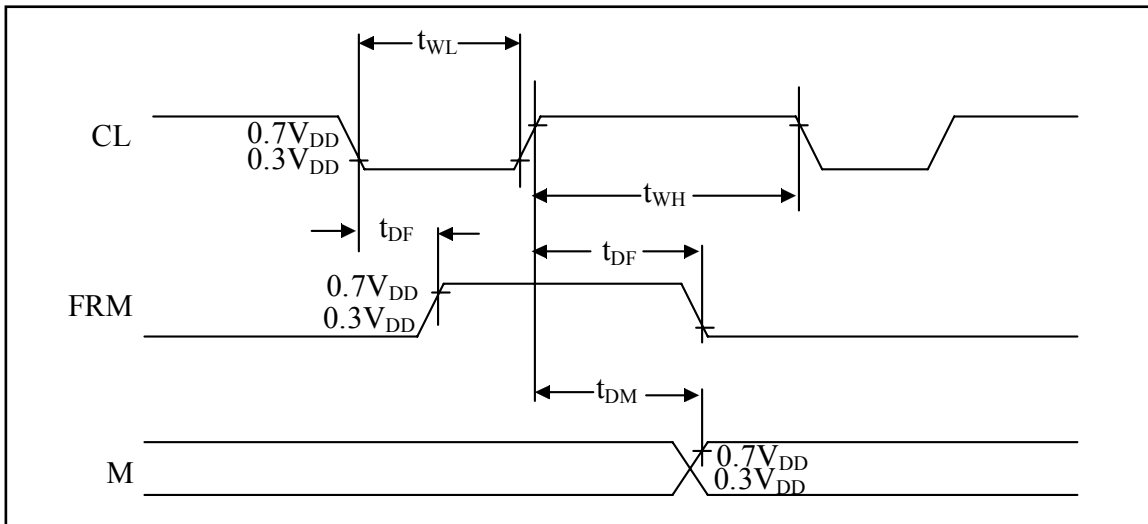 tWL
CL
0.7VDD
0.3VDD
tWH
tDF
tDF
FRM
0.7VDD
0.3VDD
tDM
M
0.7VDD
0.3VDD